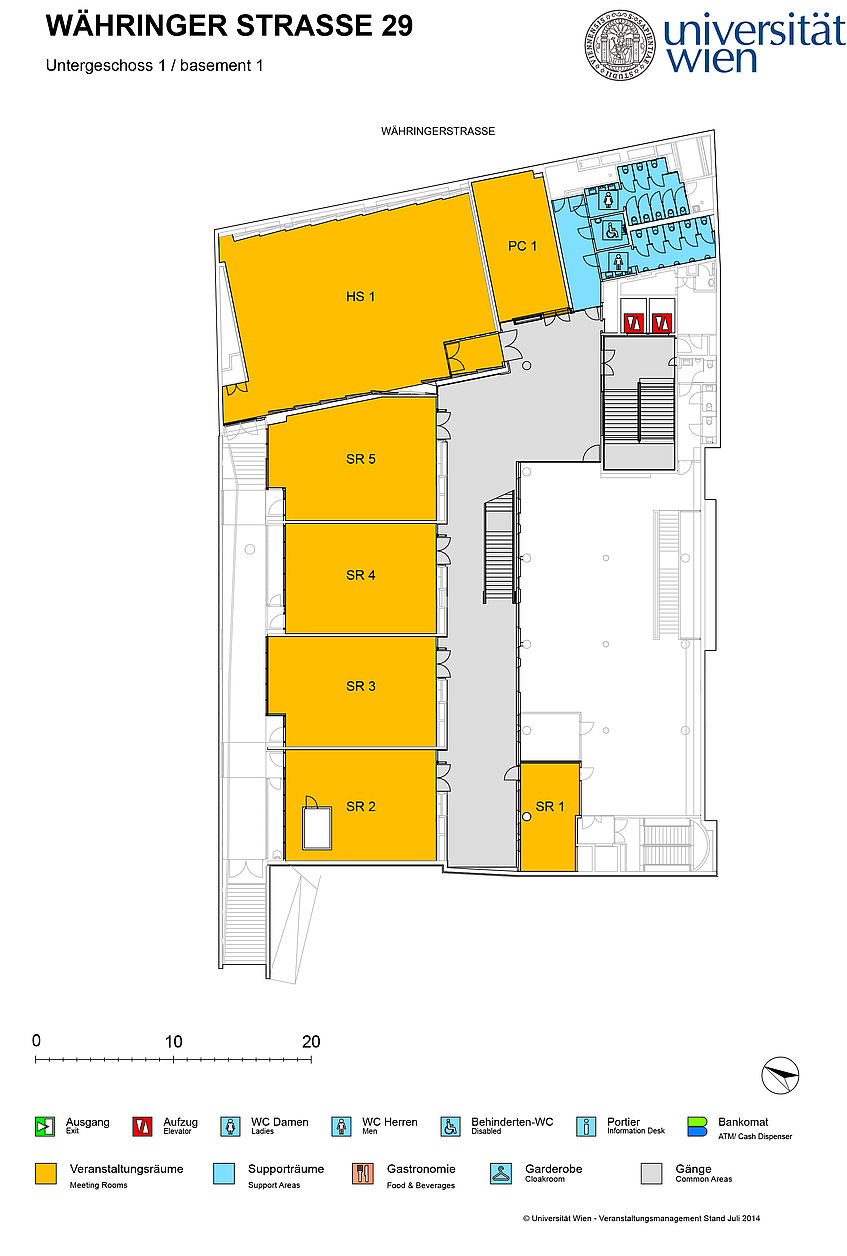 WÄHRINGER STRASSE 29
Untergeschoss 1 / basement 1
universität
wien
WÄHRINGERSTRASSE
PC 1
HS 1
SR 5
SR 4
SR 3
SR 2
SR 1
0 10 20
Ausgang
Exit
Aufzug
Elevator
WC Damen
Ladies
WC Herren
Men
Behinderten-WC
Disabled
Portier
Information Desk
Bankomat
ATM/ Cash Dispenser
Veranstaltungsräume
Meeting Rooms
Supporträume
Support Areas
Gastronomie
Food & Beverages
Garderobe
Cloakroom
Gänge
Common Areas
© Universität Wien - Veranstaltungsmanagement Stand Juli 2014